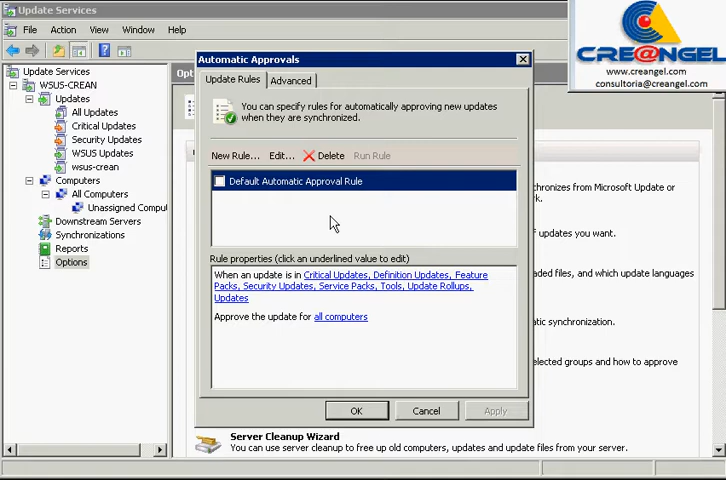 Update Services
File Action View Window Help
CRE@NGEL
www.creangel.com
consultoria@creangel.com
Update Services
WSUS-CREAN
Updates
All Updates
Critical Updates
Security Updates
WSUS Updates
wsus-crean
Computers
All Computers
Unassigned Compu
Downstream Servers
Synchronizations
Reports
Options
Automatic Approvals
Update Rules Advanced
You can specify rules for automatically approving new updates
when they are synchronized.
New Rule... Edit... Delete Run Rule
Default Automatic Approval Rule
Rule properties (click an underlined value to edit)
When an update is in Critical Updates, Definition Updates, Feature
Packs, Security Updates, Service Packs, Tools, Update Rollups,
Updates
Approve the update for all computers
OK Cancel Apply
chronizes from Microsoft Update or
f updates you want.
aded files, and which update languages
atic synchronization.
elected groups and how to approve
Server Cleanup Wizard
You can use server cleanup to free up old computers, updates and update files from your server.